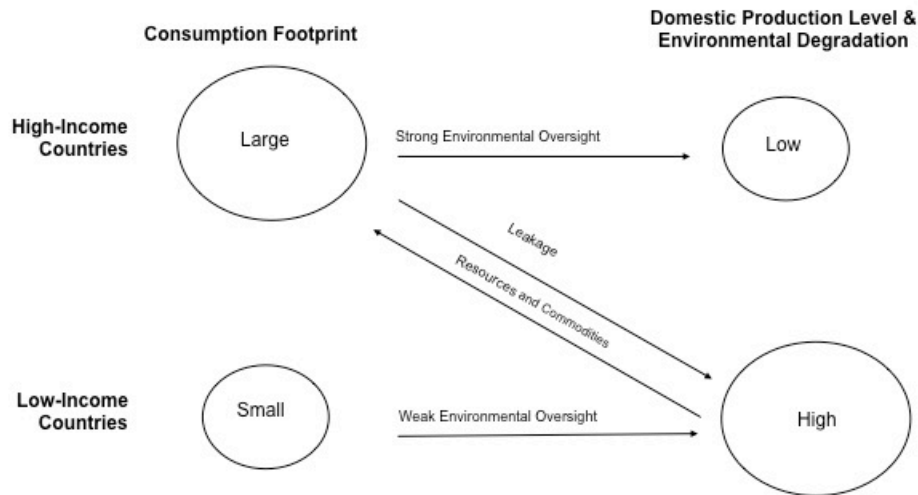 Consumption Footprint
Domestic Production Level &
Environmental Degradation
High-Income
Countries
Large
Strong Environmental Oversight
Low
Leakage
Resources and Commodities
Low-Income
Countries
Small
Weak Environmental Oversight
High